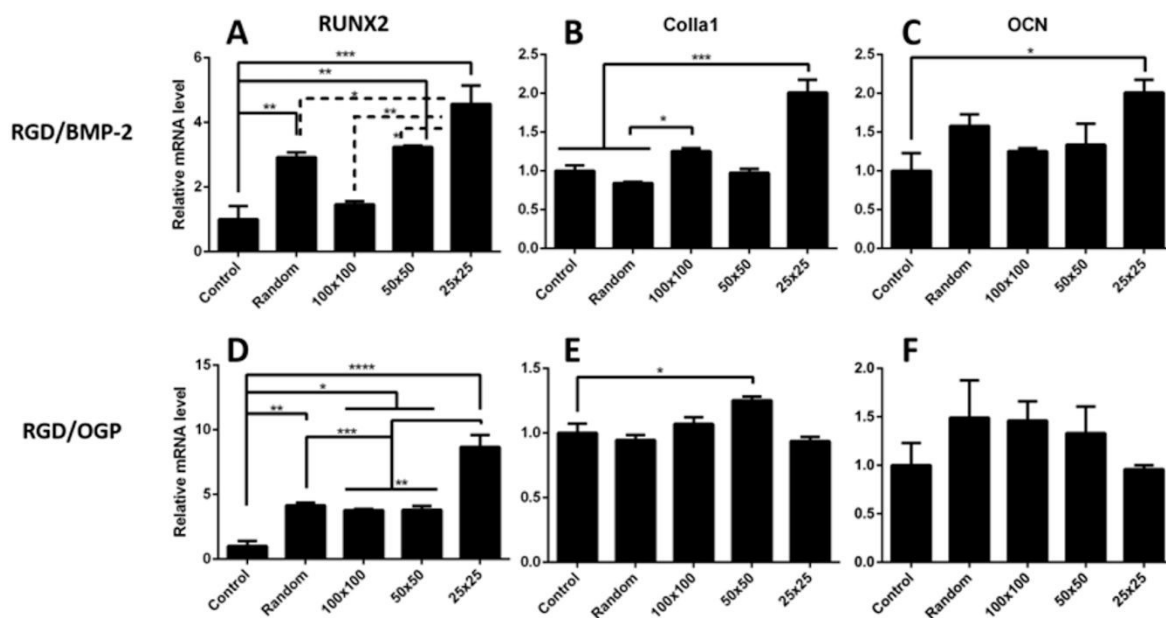 RUNX2
Colla1
OCN
RGD/BMP-2
A
Relative mRNA level
6
4
2
0
***
**
**
*
**
*
Control
Random
100x100
50x50
25x25
B
2.5
2.0
1.5
1.0
0.5
0.0
***
*
Control
Random
100x100
50x50
25x25
C
2.5
2.0
1.5
1.0
0.5
0.0
*
Control
Random
100x100
50x50
25x25
RGD/OGP
D
Relative mRNA level
15
10
5
0
****
*
**
***
**
Control
Random
100x100
50x50
25x25
E
1.5
1.0
0.5
0.0
*
Control
Random
100x100
50x50
25x25
F
2.0
1.5
1.0
0.5
0.0
Control
Random
100x100
50x50
25x25